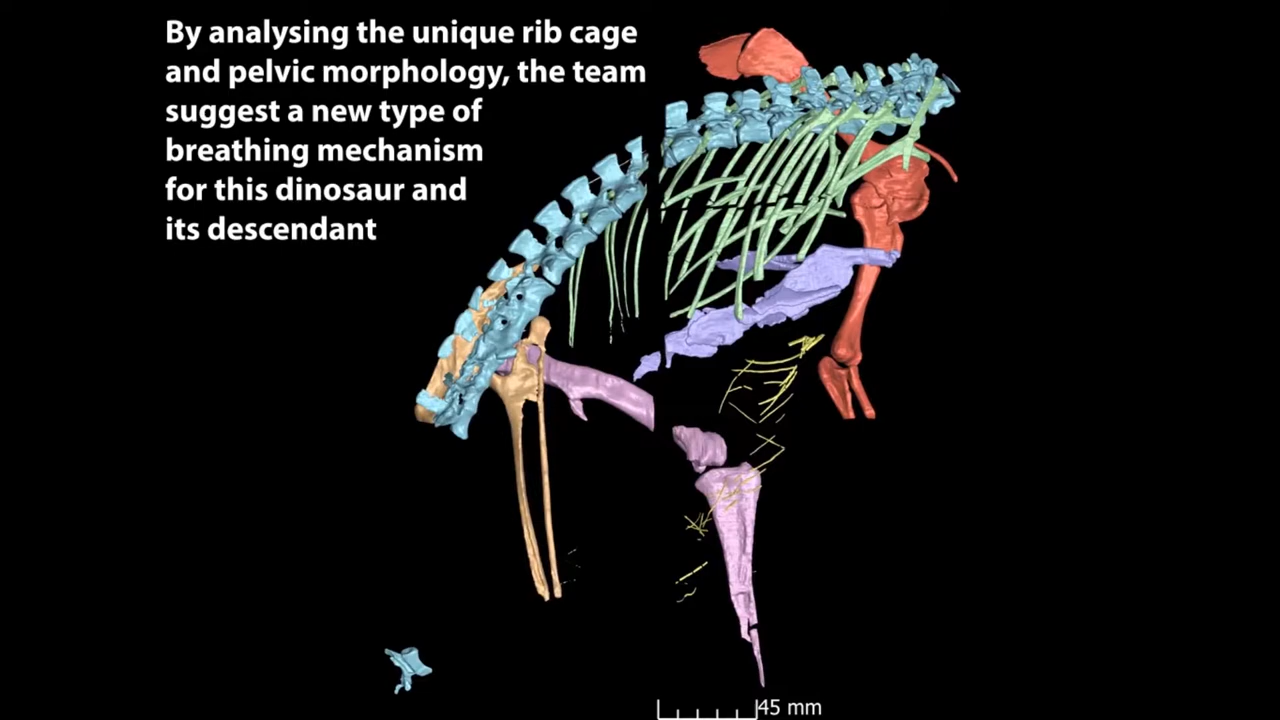 By analysing the unique rib cage
and pelvic morphology, the team
suggest a new type of
breathing mechanism
for this dinosaur and
its descendant
45 mm